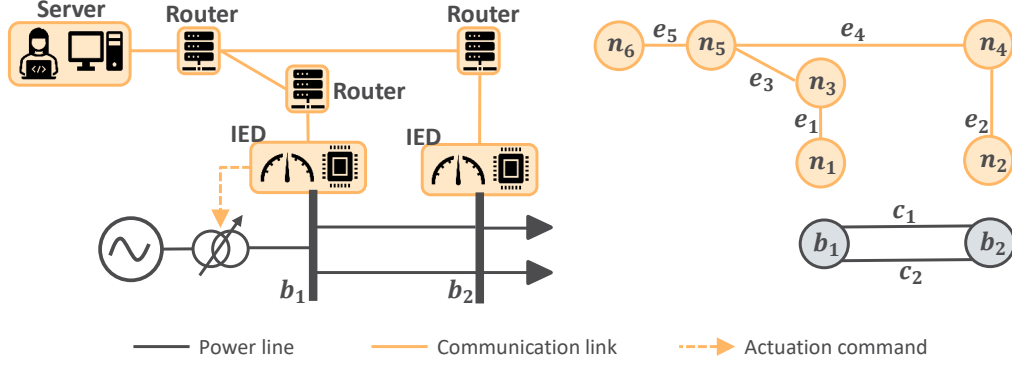 Server
Router
Router
Router
IED
IED
b₁
b₂
n₆
e₅
n₅
e₄
n₄
e₃
n₃
e₁
e₂
n₁
n₂
c₁
b₁
b₂
c₂
Power line
Communication link
Actuation command